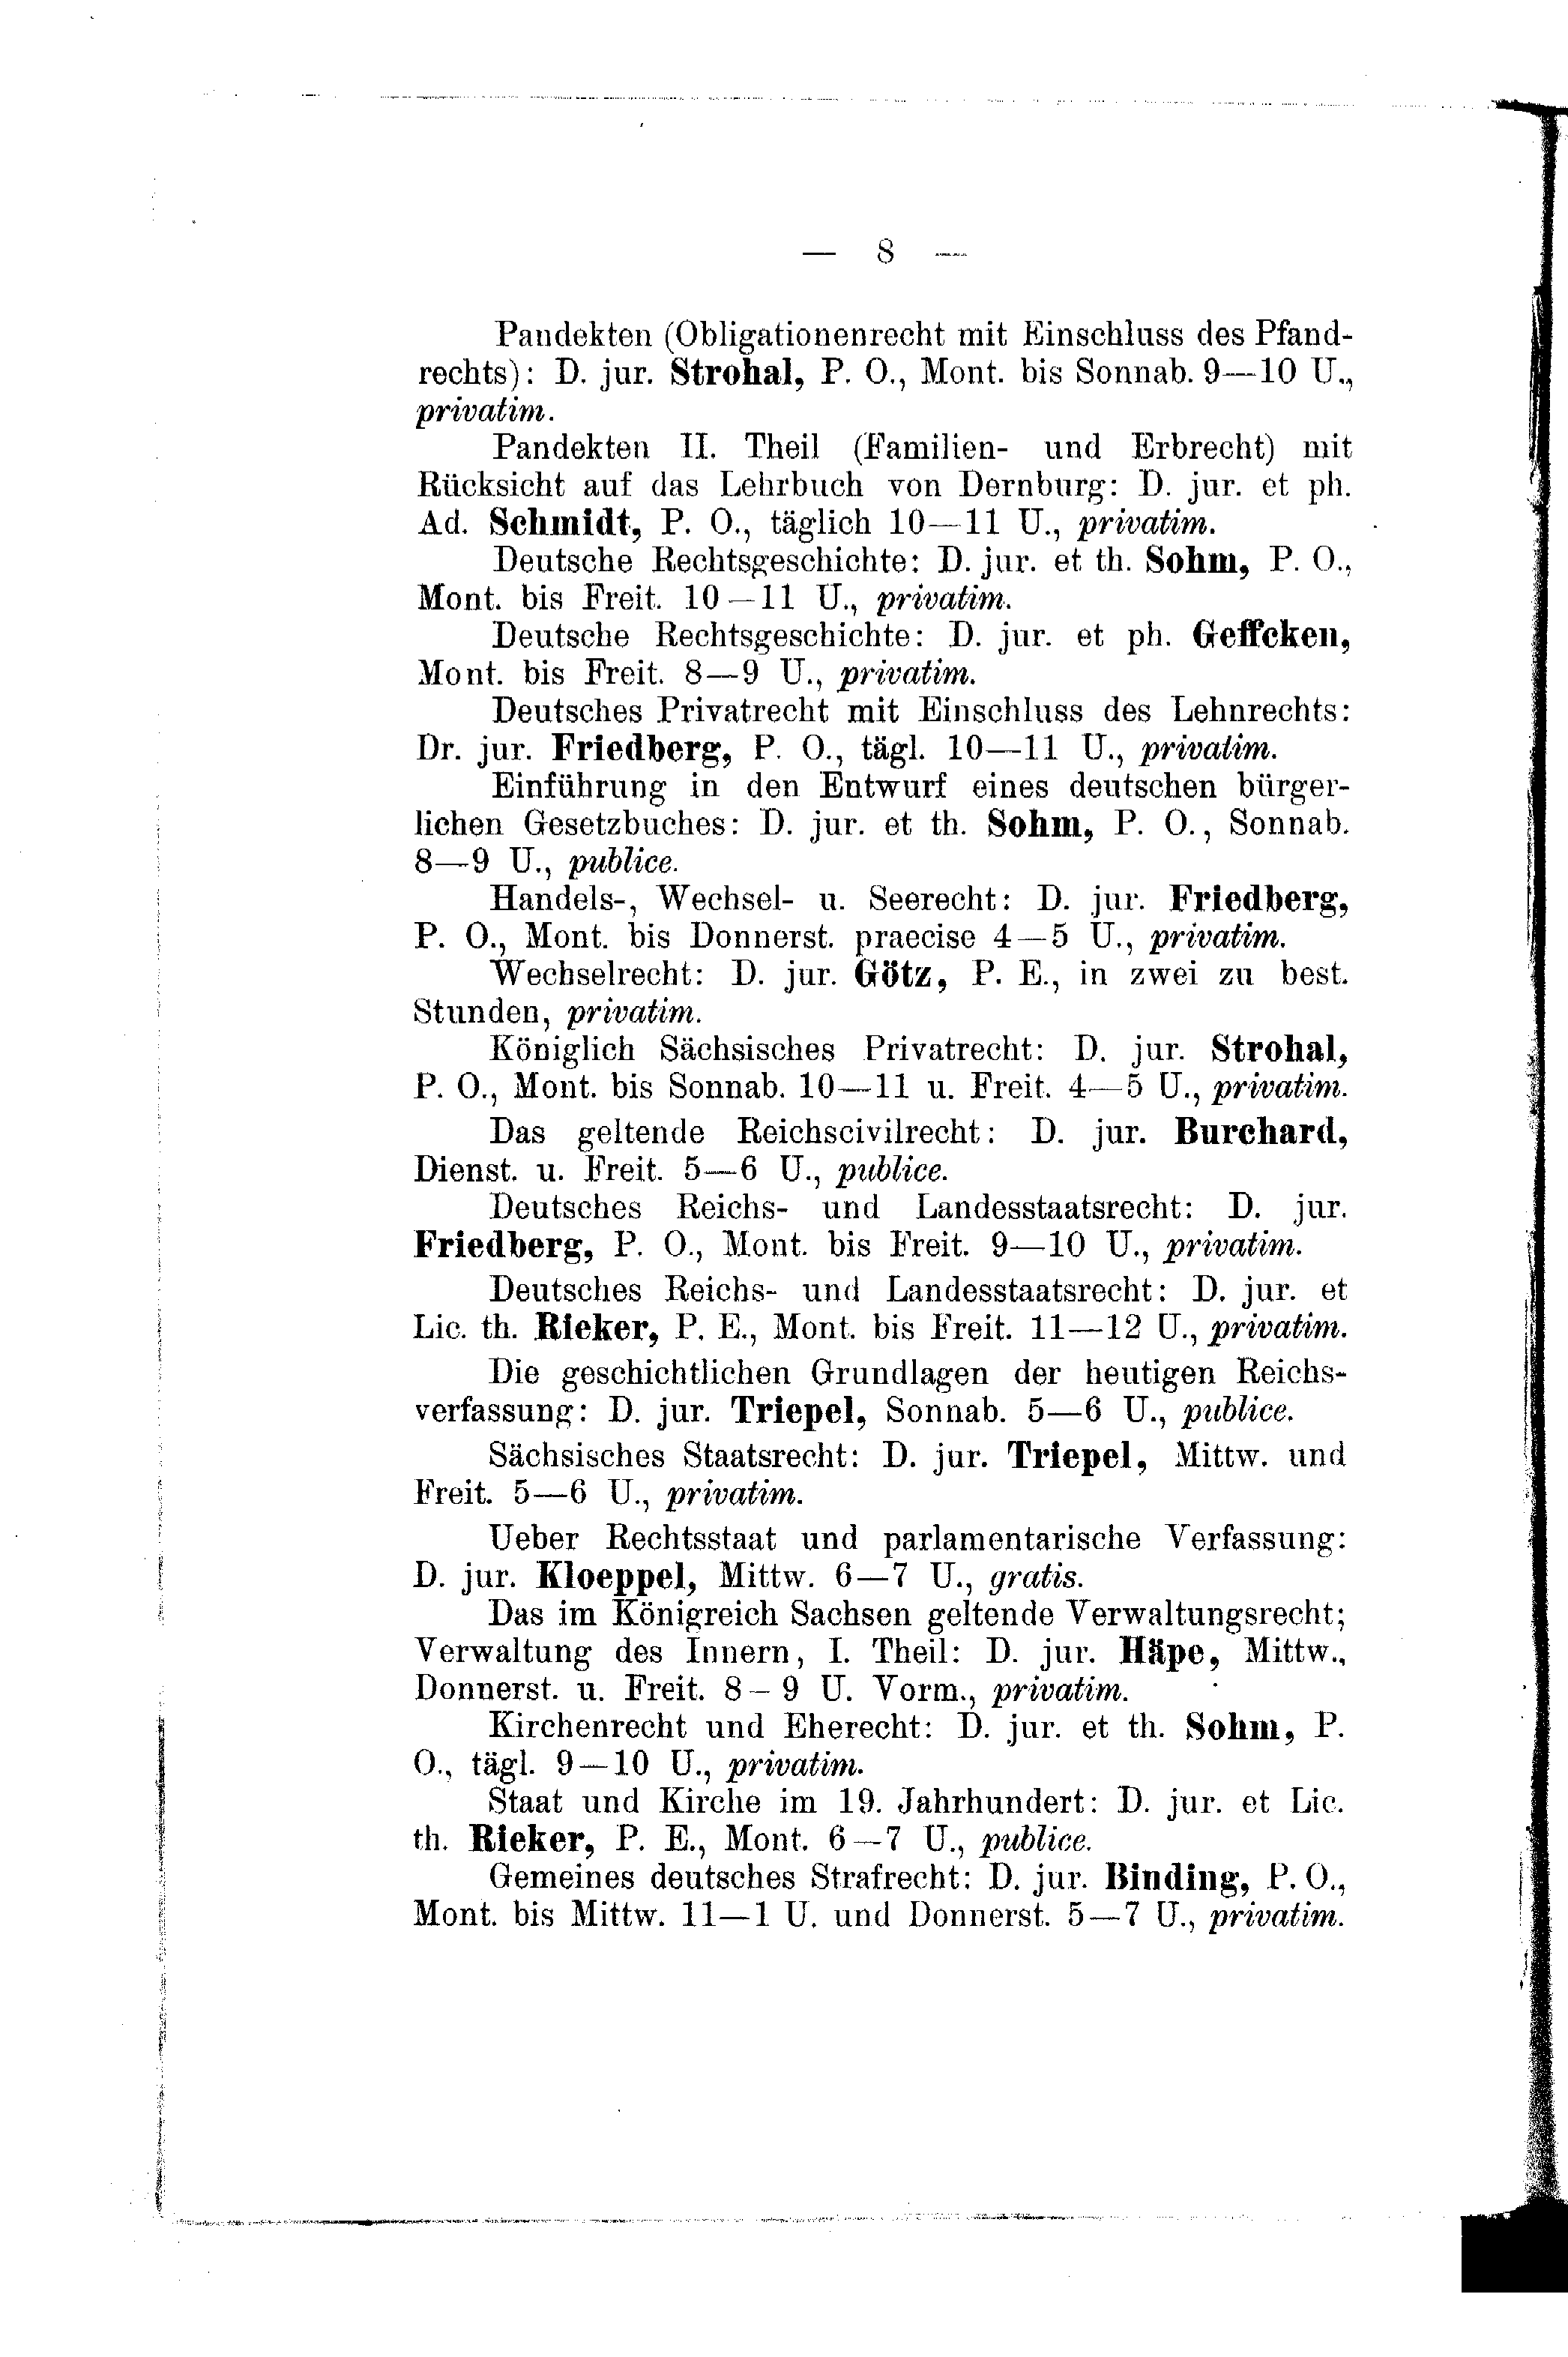 — 8 —
Pandekten (Obligationenrecht mit Einschluss des Pfand-
rechts): D. jur. Strohal, P. O., Mont. bis Sonnab. 9—10 U.,
privatim.
Pandekten II. Theil (Familien- und Erbrecht) mit
Rücksicht auf das Lehrbuch von Dernburg: D. jur. et ph.
Ad. Schmidt, P. O., täglich 10—11 U., privatim.
Deutsche Rechtsgeschichte: D. jur. et th. Sohm, P. O.,
Mont. bis Freit. 10—11 U., privatim.
Deutsche Rechtsgeschichte: D. jur. et ph. Geffcken,
Mont. bis Freit. 8—9 U., privatim.
Deutsches Privatrecht mit Einschluss des Lehnrechts:
Dr. jur. Friedberg, P. O., tägl. 10—11 U., privatim.
Einführung in den Entwurf eines deutschen bürger-
lichen Gesetzbuches: D. jur. et th. Sohm, P. O., Sonnab.
8—9 U., publice.
Handels-, Wechsel- u. Seerecht: D. jur. Friedberg,
P. O., Mont. bis Donnerst. praecise 4—5 U., privatim.
Wechselrecht: D. jur. Götz, P. E., in zwei zu best.
Stunden, privatim.
Königlich Sächsisches Privatrecht: D. jur. Strohal,
P. O., Mont. bis Sonnab. 10—11 u. Freit. 4—5 U., privatim.
Das geltende Reichscivilrecht: D. jur. Burchard,
Dienst. u. Freit. 5—6 U., publice.
Deutsches Reichs- und Landesstaatsrecht: D. jur.
Friedberg, P. O., Mont. bis Freit. 9—10 U., privatim.
Deutsches Reichs- und Landesstaatsrecht: D. jur. et
Lic. th. Rieker, P. E., Mont. bis Freit. 11—12 U., privatim.
Die geschichtlichen Grundlagen der heutigen Reichs-
verfassung: D. jur. Triepel, Sonnab. 5—6 U., publice.
Sächsisches Staatsrecht: D. jur. Triepel, Mittw. und
Freit. 5—6 U., privatim.
Ueber Rechtsstaat und parlamentarische Verfassung:
D. jur. Kloeppel, Mittw. 6—7 U., gratis.
Das im Königreich Sachsen geltende Verwaltungsrecht;
Verwaltung des Innern, I. Theil: D. jur. Häpe, Mittw.,
Donnerst. u. Freit. 8—9 U. Vorm., privatim.
Kirchenrecht und Eherecht: D. jur. et th. Sohm, P.
O., tägl. 9—10 U., privatim.
Staat und Kirche im 19. Jahrhundert: D. jur. et Lic.
th. Rieker, P. E., Mont. 6—7 U., publice.
Gemeines deutsches Strafrecht: D. jur. Binding, P. O.,
Mont. bis Mittw. 11—1 U. und Donnerst. 5—7 U., privatim.